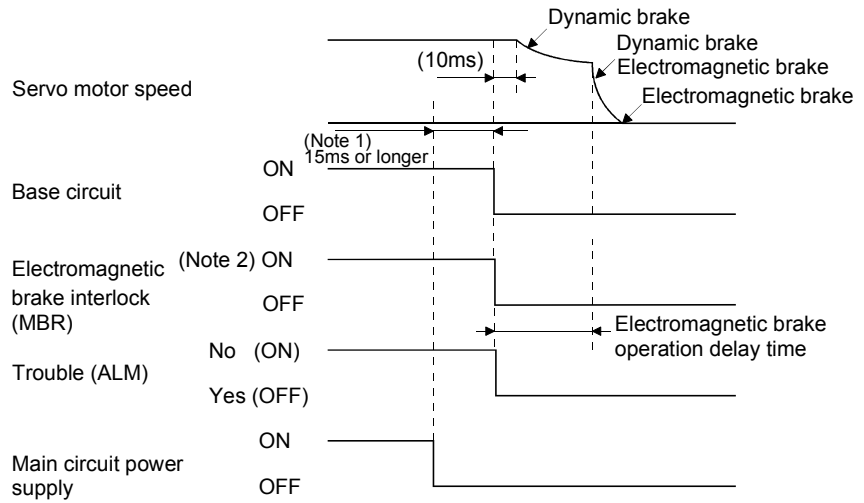 Dynamic brake
Dynamic brake
Electromagnetic brake
Electromagnetic brake
(10ms)
Servo motor speed
(Note 1)
15ms or longer
ON
Base circuit
OFF
(Note 2) ON
Electromagnetic
brake interlock
(MBR)
OFF
Electromagnetic brake
operation delay time
No (ON)
Trouble (ALM)
Yes (OFF)
ON
Main circuit power
supply
OFF